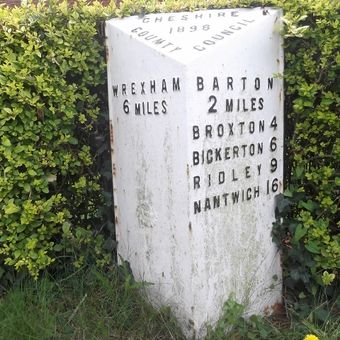 CHESHIRE
1898
COUNTY COUNCIL
WREXHAM
6 MILES
BARTON
2 MILES
BROXTON 4
BICKERTON 6
RIDLEY 9
NANTWICH 16